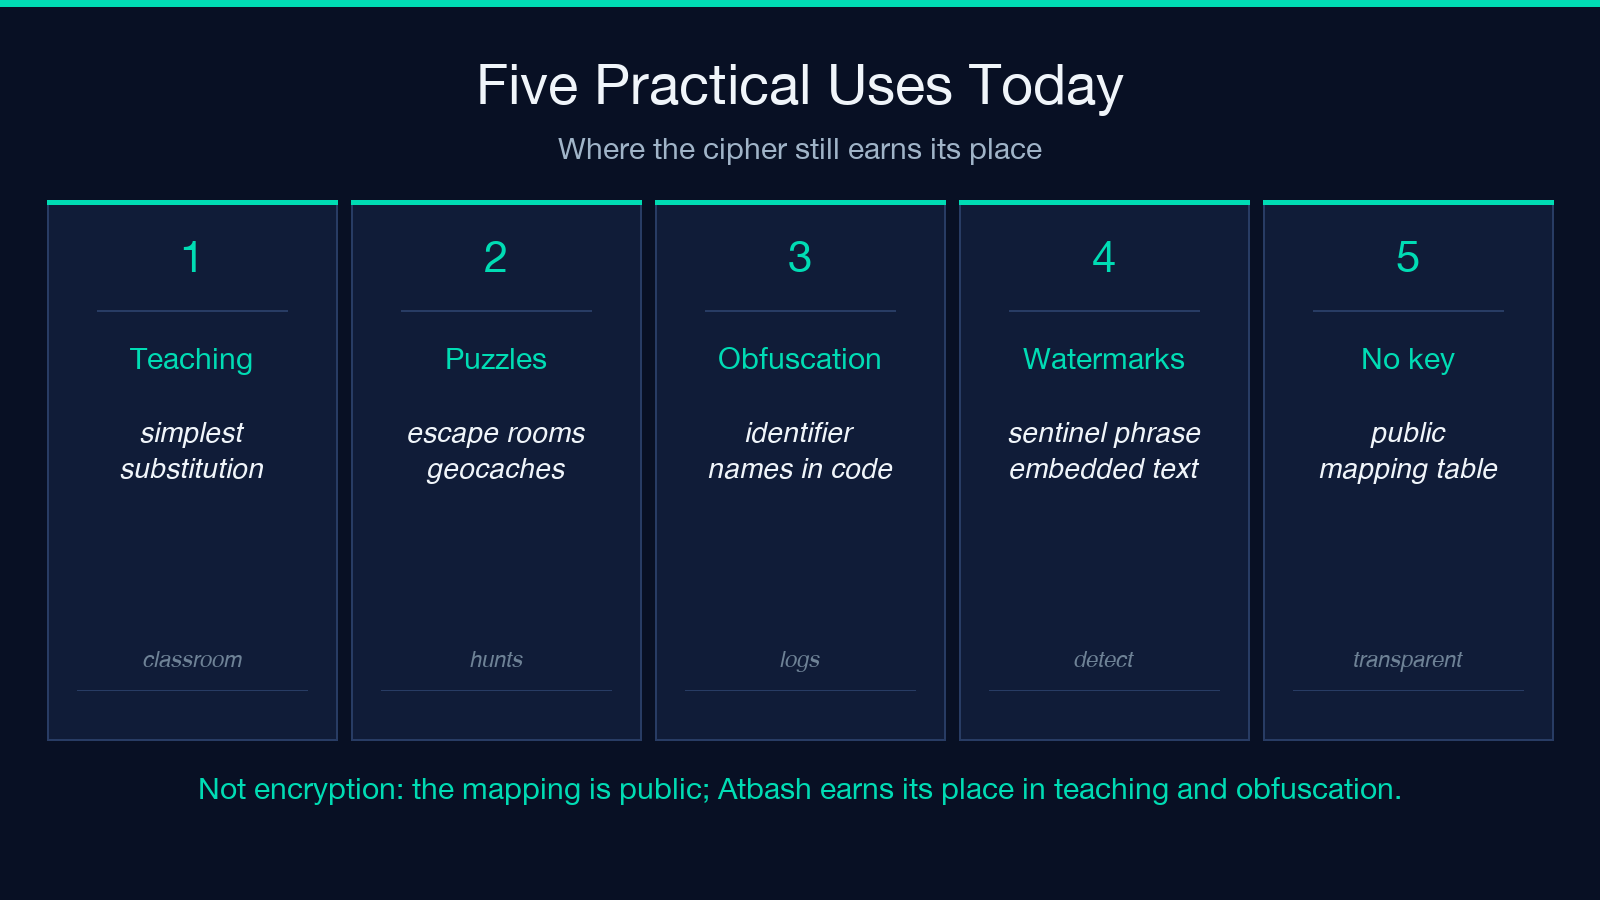 Five Practical Uses Today
Where the cipher still earns its place
1
Teaching
simplest
substitution
classroom
2
Puzzles
escape rooms
geocaches
hunts
3
Obfuscation
identifier
names in code
logs
4
Watermarks
sentinel phrase
embedded text
detect
5
No key
public
mapping table
transparent
Not encryption: the mapping is public; Atbash earns its place in teaching and obfuscation.